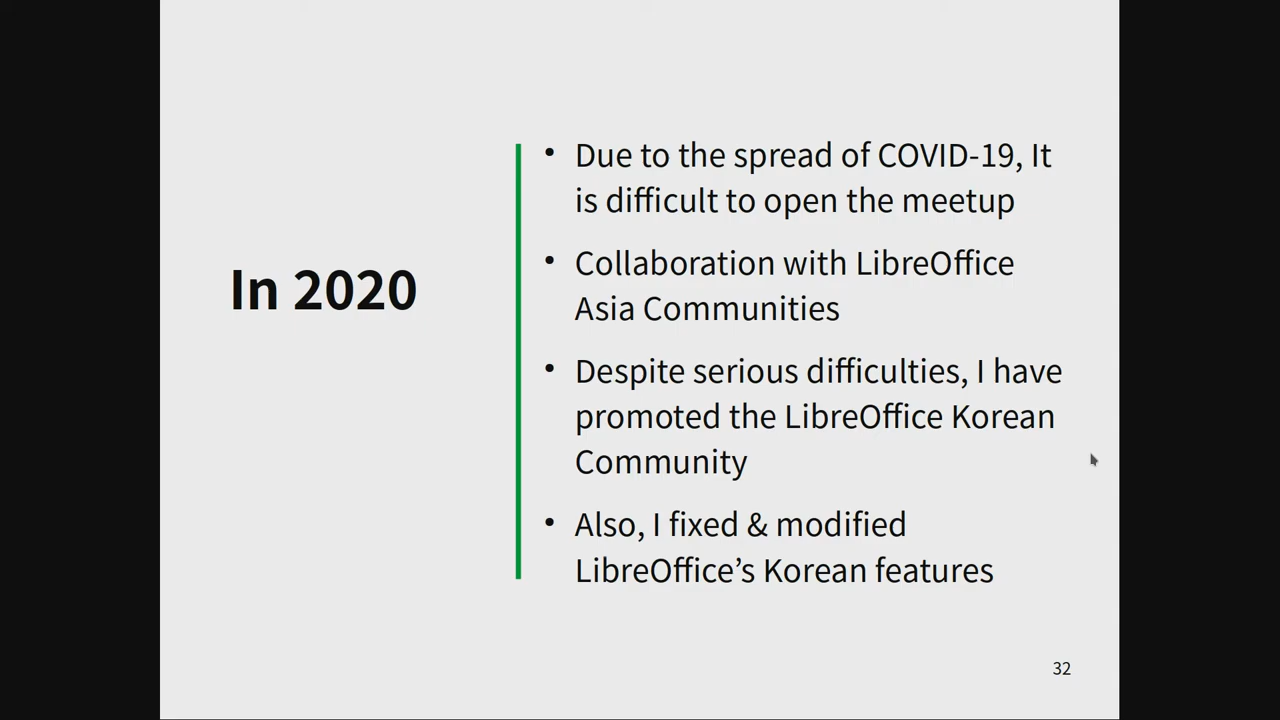 In 2020
• Due to the spread of COVID-19, It
is difficult to open the meetup
• Collaboration with LibreOffice
Asia Communities
• Despite serious difficulties, I have
promoted the LibreOffice Korean
Community
• Also, I fixed & modified
LibreOffice’s Korean features
32